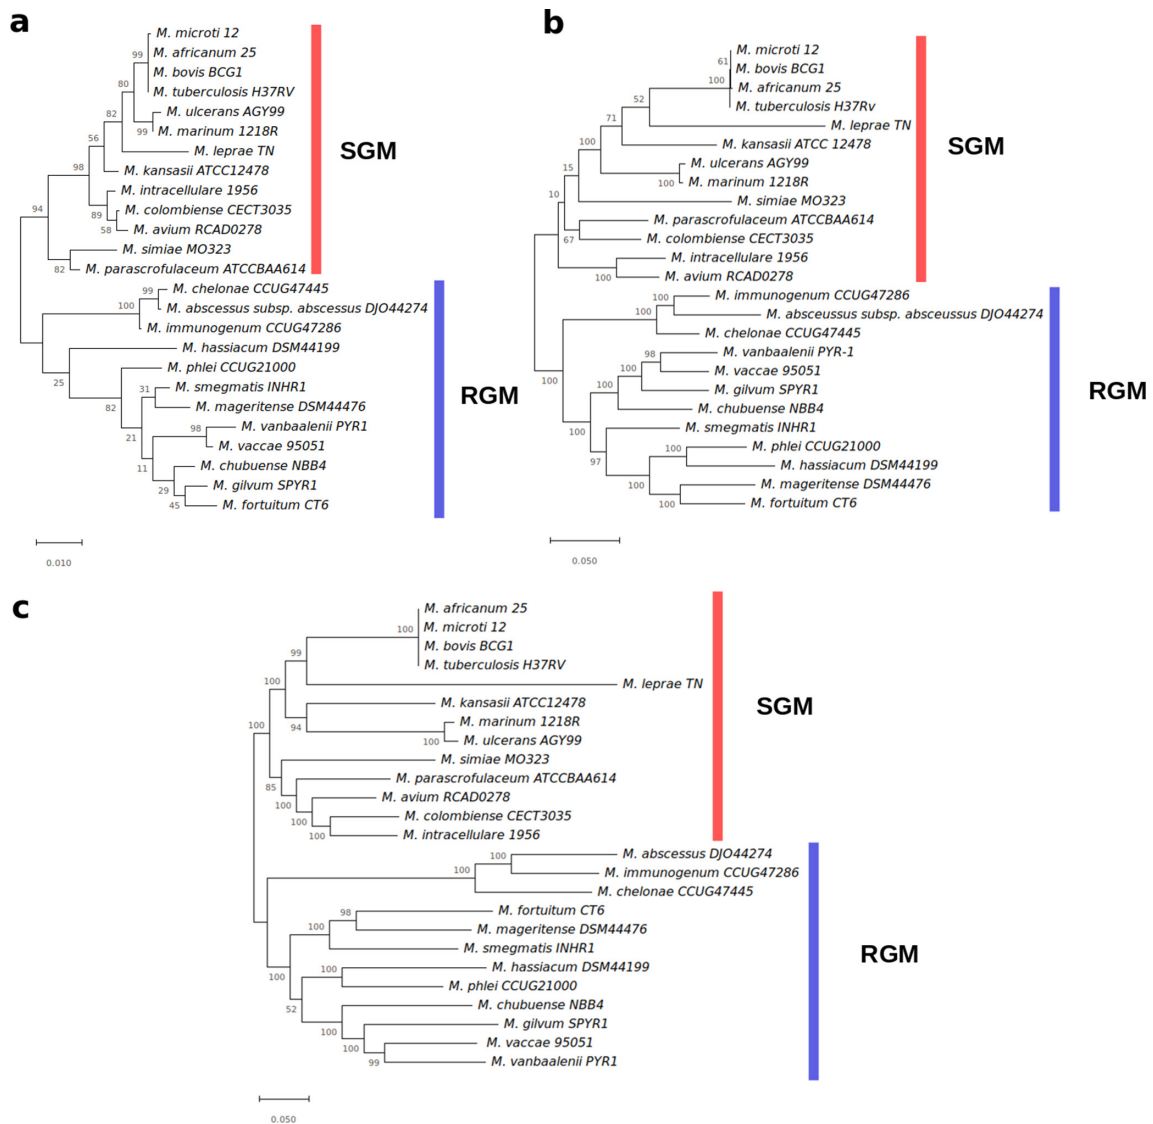 a
M. microti 12
99
M. africanum 25
M. bovis BCG1
80
M. tuberculosis H37RV
82
M. ulcerans AGY99
99
M. marinum 1218R
56
M. leprae TN
SGM
98
M. kansasii ATCC12478
M. intracellulare 1956
94
89
M. colombiense CECT3035
58
M. avium RCAD0278
M. simiae MO323
82
M. parascrofulaceum ATCCBAA614
99
M. chelonae CCUG47445
100
M. abscessus subsp. abscessus DJO44274
M. immunogenum CCUG47286
M. hassiacum DSM44199
25
M. phlei CCUG21000
31
M. smegmatis INHR1
RGM
82
M. mageritense DSM44476
98
M. vanbaalenii PYR1
21
M. vaccae 95051
11
M. chubuense NBB4
29
M. gilvum SPYR1
45
M. fortuitum CT6
0.010
b
M. microti 12
61
M. bovis BCG1
100
M. africanum 25
52
M. tuberculosis H37Rv
71
M. leprae TN
100
M. kansasii ATCC 12478
SGM
15
M. ulcerans AGY99
100
M. marinum 1218R
10
M. simiae MO323
M. parascrofulaceum ATCCBAA614
67
M. colombiense CECT3035
M. intracellulare 1956
100
M. avium RCAD0278
100
M. immunogenum CCUG47286
100
M. absceussus subsp. absceussus DJO44274
M. chelonae CCUG47445
98
M. vanbaalenii PYR-1
100
M. vaccae 95051
100
100
M. gilvum SPYR1
RGM
M. chubuense NBB4
100
M. smegmatis INHR1
100
M. phlei CCUG21000
97
M. hassiacum DSM44199
100
M. mageritense DSM44476
100
M. fortuitum CT6
0.050
c
M. africanum 25
100
M. microti 12
M. bovis BCG1
99
M. tuberculosis H37RV
100
M. leprae TN
M. kansasii ATCC12478
SGM
100
94
M. marinum 1218R
100
M. ulcerans AGY99
M. simiae MO323
85
M. parascrofulaceum ATCCBAA614
100
M. avium RCAD0278
100
M. colombiense CECT3035
100
M. intracellulare 1956
100
M. abscessus DJO44274
100
M. immunogenum CCUG47286
M. chelonae CCUG47445
98
M. fortuitum CT6
100
M. mageritense DSM44476
M. smegmatis INHR1
RGM
100
100
M. hassiacum DSM44199
M. phlei CCUG21000
52
M. chubuense NBB4
100
M. gilvum SPYR1
100
M. vaccae 95051
99
M. vanbaalenii PYR1
0.050